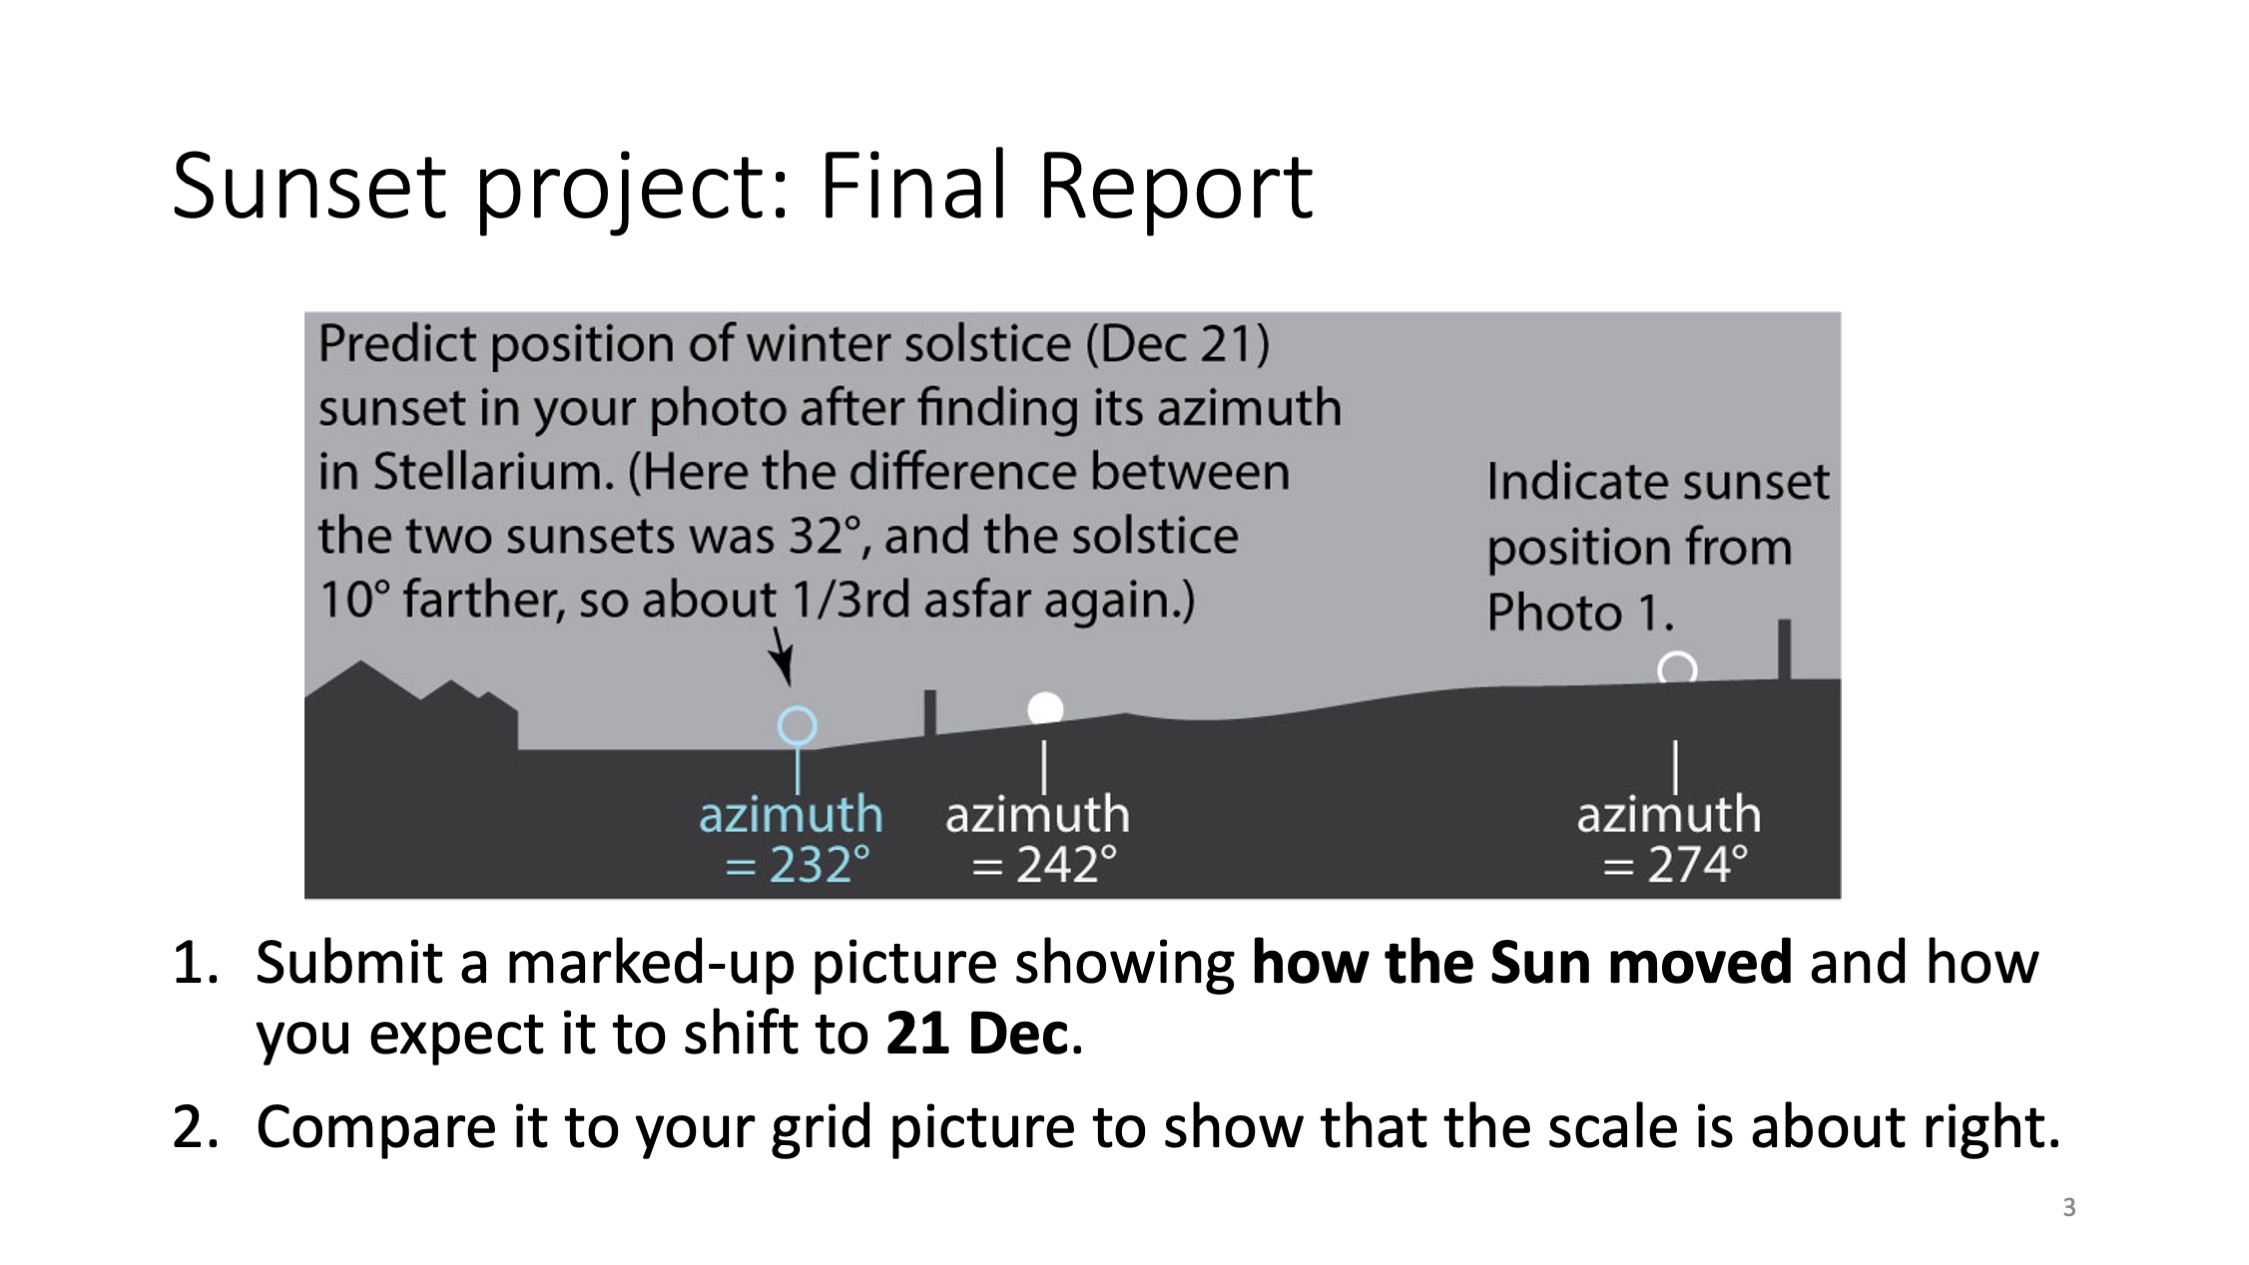 Sunset project: Final Report
Predict position of winter solstice (Dec 21)
sunset in your photo after finding its azimuth
in Stellarium. (Here the difference between
the two sunsets was 32°, and the solstice
10° farther, so about 1/3rd asfar again.)
Indicate sunset
position from
Photo 1.
azimuth
= 232°
azimuth
= 242°
azimuth
= 274°
1. Submit a marked-up picture showing how the Sun moved and how
you expect it to shift to 21 Dec.
2. Compare it to your grid picture to show that the scale is about right.
3